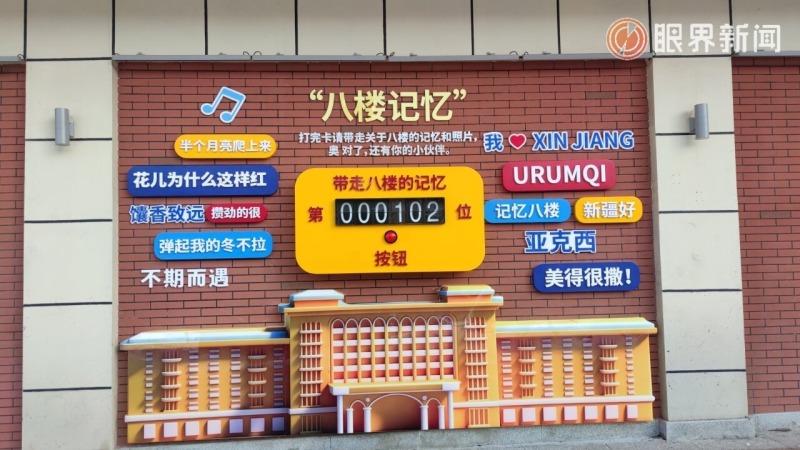 眼界新闻
“八楼记忆”
打完卡请带走关于八楼的记忆和照片，
奥 对了，还有你的小伙伴。
半个月亮爬上来
花儿为什么这样红
馕香致远
攒劲的很
弹起我的冬不拉
不期而遇
带走八楼的记忆
第 000102 位
按钮
我 XIN JIANG
URUMQI
记忆八楼
新疆好
亚克西
美得很撒！